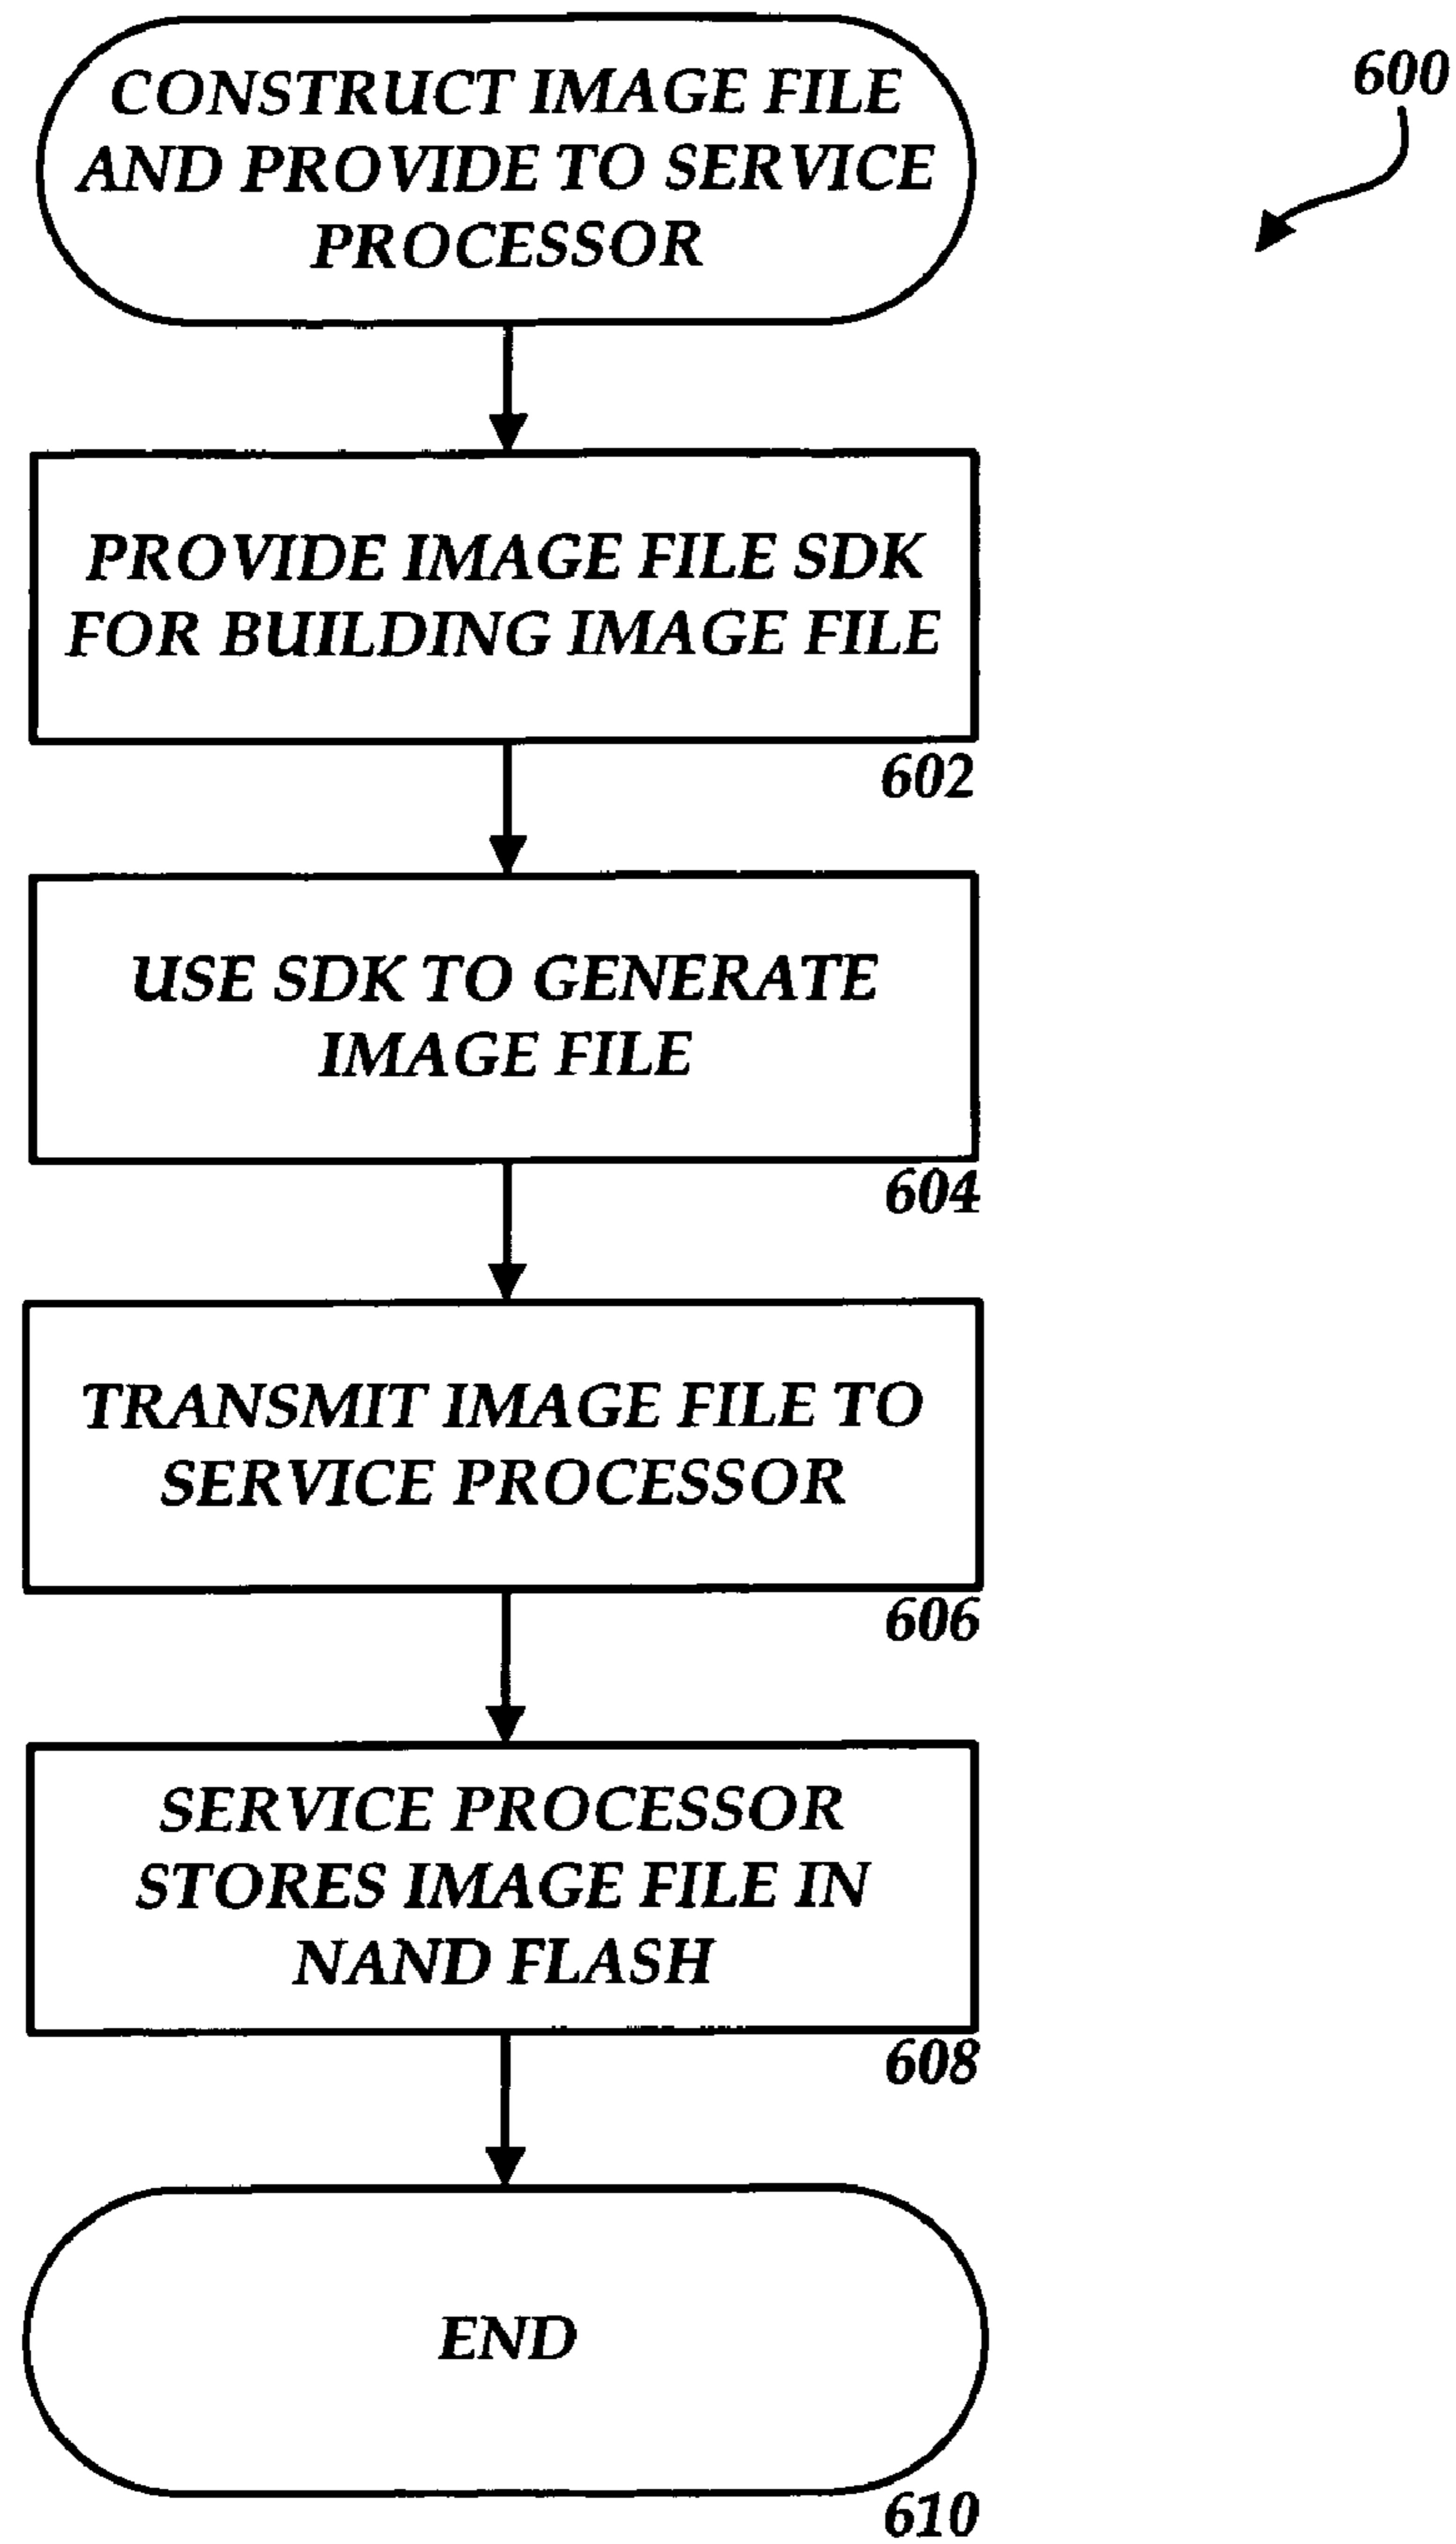 CONSTRUCT IMAGE FILE
AND PROVIDE TO SERVICE
PROCESSOR
600
PROVIDE IMAGE FILE SDK
FOR BUILDING IMAGE FILE
602
USE SDK TO GENERATE
IMAGE FILE
604
TRANSMIT IMAGE FILE TO
SERVICE PROCESSOR
606
SERVICE PROCESSOR
STORES IMAGE FILE IN
NAND FLASH
608
END
610